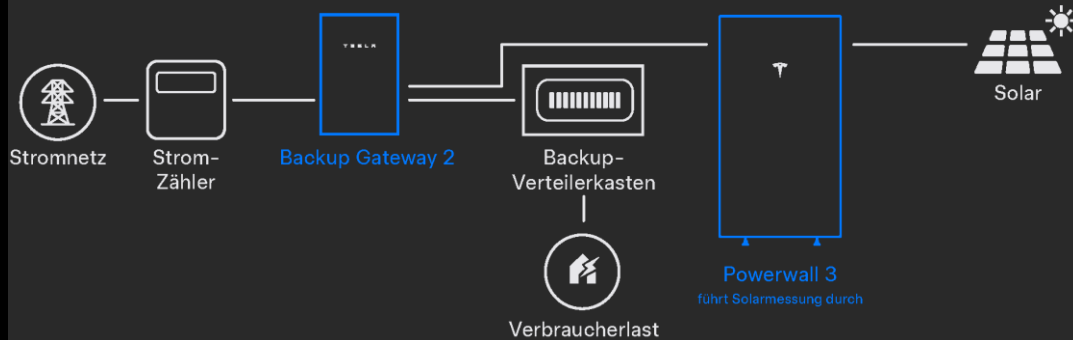 TESLA
Solar
Stromnetz
Strom-
Zähler
Backup Gateway 2
Backup-
Verteilerkasten
Powerwall 3
führt Solarmessung durch
Verbraucherlast